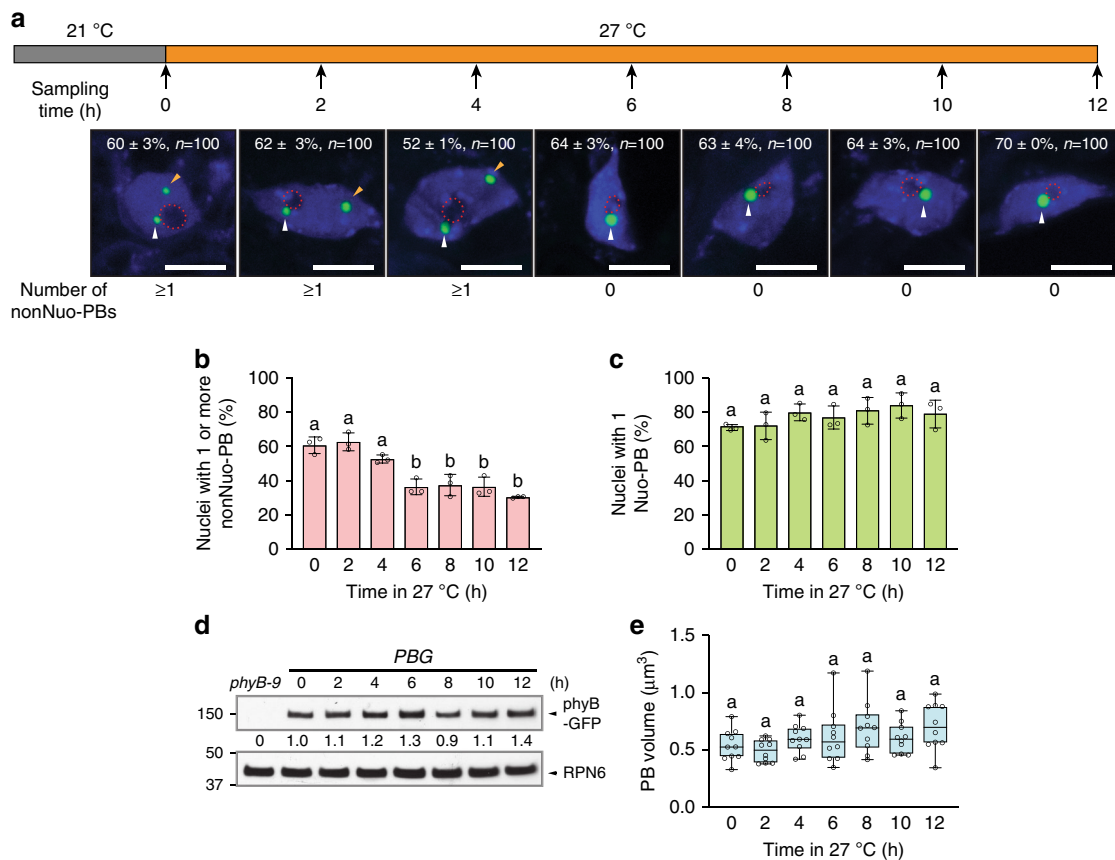 a
21 °C
27 °C
Sampling time (h)
0 2 4 6 8 10 12
60 ± 3%, n=100
62 ± 3%, n=100
52 ± 1%, n=100
64 ± 3%, n=100
63 ± 4%, n=100
64 ± 3%, n=100
70 ± 0%, n=100
Number of nonNuo-PBs
≥1 ≥1 ≥1 0 0 0 0
b
Nuclei with 1 or more nonNuo-PB (%)
100
80
60
40
20
0
a a a b b b b
0 2 4 6 8 10 12
Time in 27 °C (h)
c
Nuclei with 1 Nuo-PB (%)
100
80
60
40
20
0
a a a a a a a
0 2 4 6 8 10 12
Time in 27 °C (h)
d
PBG
phyB-9 0 2 4 6 8 10 12 (h)
150
phyB -GFP
0 1.0 1.1 1.2 1.3 0.9 1.1 1.4
50
RPN6
37
e
PB volume (μm³)
1.5
1.0
0.5
0.0
a a a a a a a
0 2 4 6 8 10 12
Time in 27 °C (h)